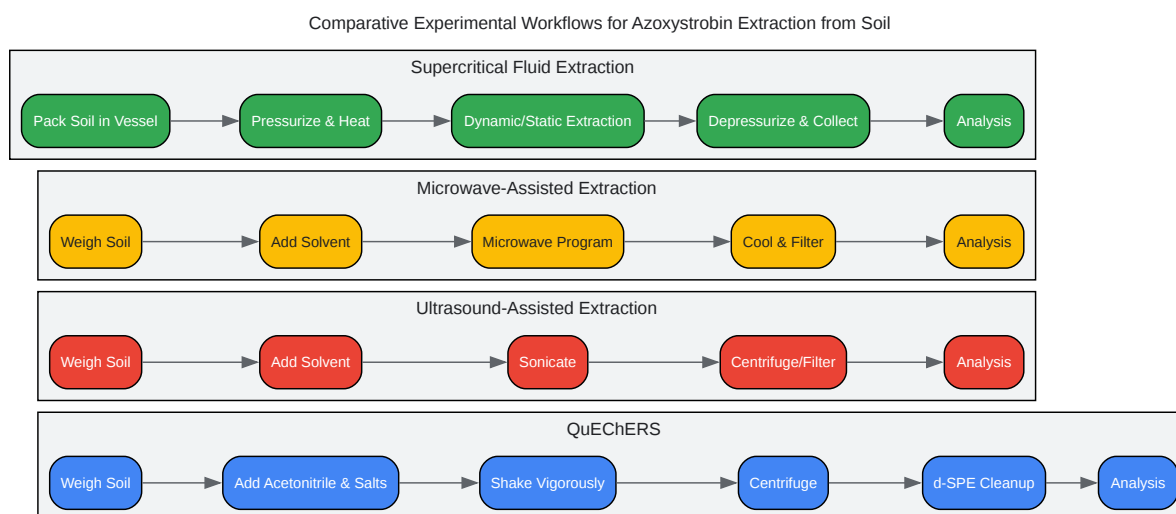 Comparative Experimental Workflows for Azoxystrobin Extraction from Soil
Supercritical Fluid Extraction
Pack Soil in Vessel
Pressurize & Heat
Dynamic/Static Extraction
Depressurize & Collect
Analysis
Microwave-Assisted Extraction
Weigh Soil
Add Solvent
Microwave Program
Cool & Filter
Analysis
Ultrasound-Assisted Extraction
Weigh Soil
Add Solvent
Sonicate
Centrifuge/Filter
Analysis
QuEChERS
Weigh Soil
Add Acetonitrile & Salts
Shake Vigorously
Centrifuge
d-SPE Cleanup
Analysis